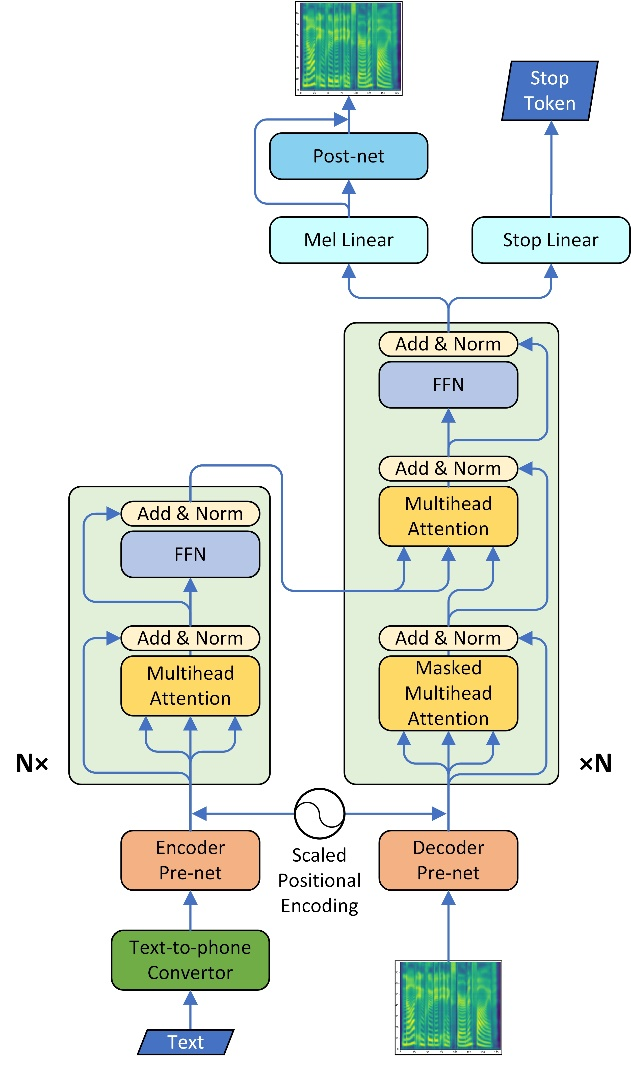 Stop
Token
Post-net
Mel Linear
Stop Linear
Add & Norm
FFN
Add & Norm
Multihead
Attention
Add & Norm
Masked
Multihead
Attention
×N
Add & Norm
FFN
Add & Norm
Multihead
Attention
N×
Scaled
Positional
Encoding
Encoder
Pre-net
Decoder
Pre-net
Text-to-phone
Convertor
Text